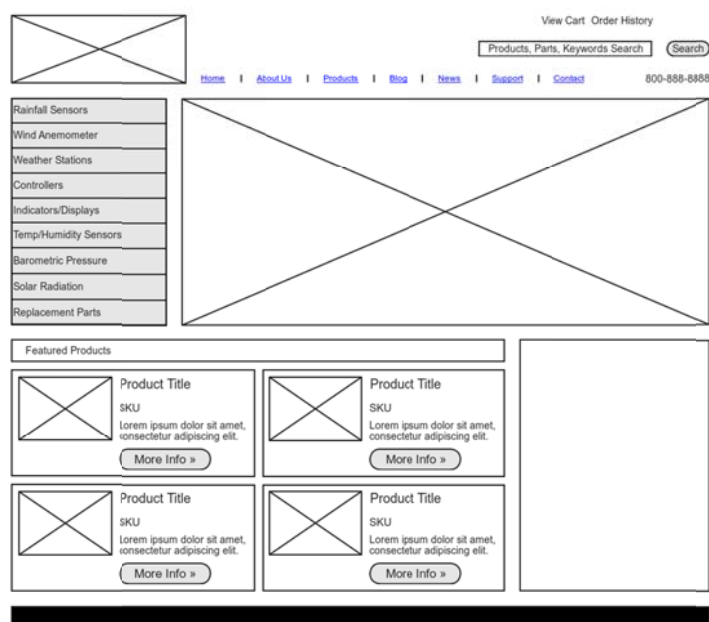 View Cart Order History
Products, Parts, Keywords Search Search
Home | About Us | Products | Blog | News | Support | Contact 800-888-8888
Rainfall Sensors
Wind Anemometer
Weather Stations
Controllers
Indicators/Displays
Temp/Humidity Sensors
Barometric Pressure
Solar Radiation
Replacement Parts
Featured Products
Product Title
SKU
Lorem ipsum dolor sit amet,
consectetur adipiscing elit.
More Info »
Product Title
SKU
Lorem ipsum dolor sit amet,
consectetur adipiscing elit.
More Info »
Product Title
SKU
Lorem ipsum dolor sit amet,
consectetur adipiscing elit.
More Info »
Product Title
SKU
Lorem ipsum dolor sit amet,
consectetur adipiscing elit.
More Info »